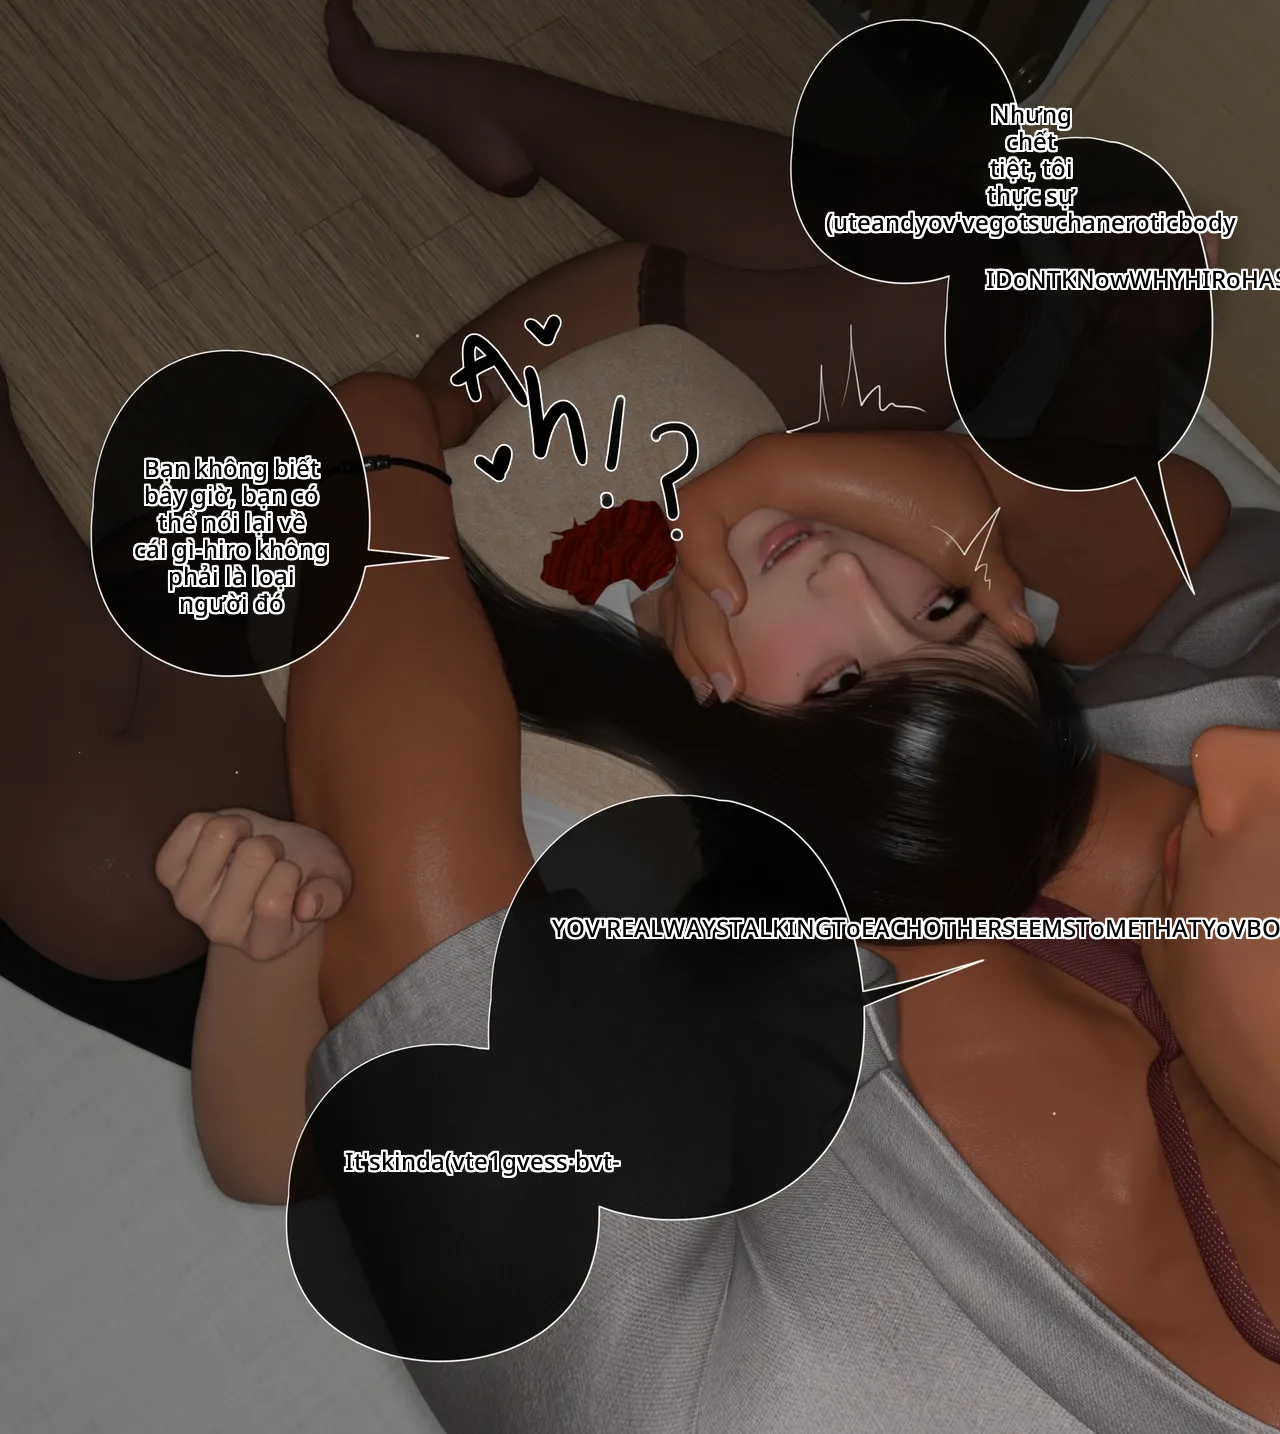 Nhưng
chết
tiệt, tôi
thực sự
(uteandyov'vegotsuchaneroticbody
IDoNTKNowWHYHIRoHAS
Ah!?
Bạn không biết
bây giờ, bạn có
thể nói lại về
cái gì-hiro không
phải là loại
người đó
YOV'REALWAYSTALKINGToEACHOTHERSEEMSToMETHATYoVBO
It'skinda(vte1gvess·bvt-